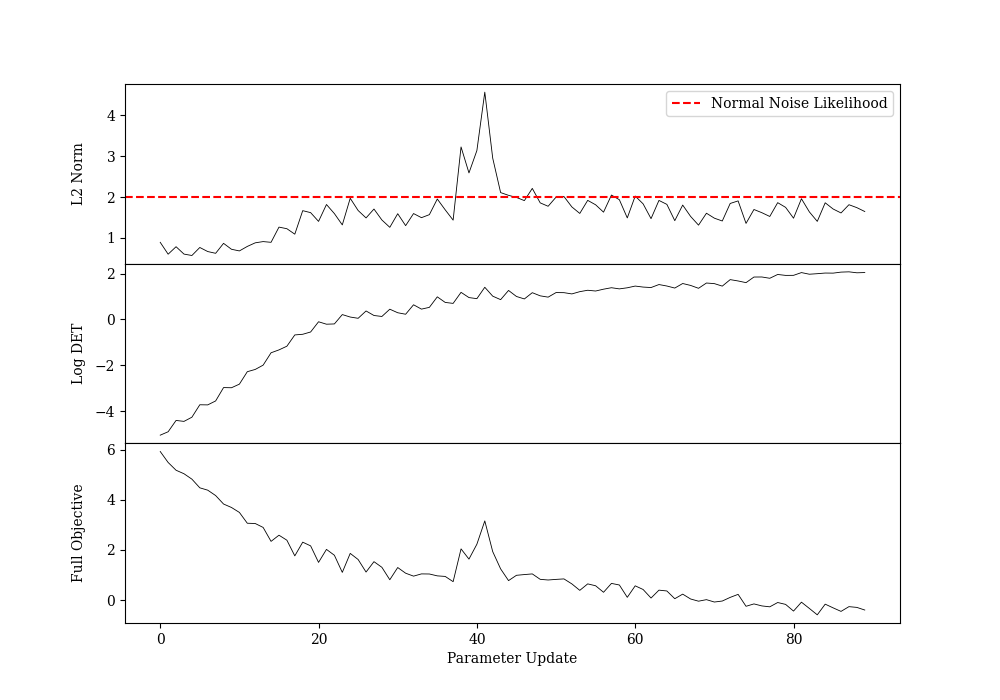 Normal Noise Likelihood
L2 Norm
4
3
2
1
Log DET
2
0
−2
−4
Full Objective
6
4
2
0
0 20 40 60 80
Parameter Update